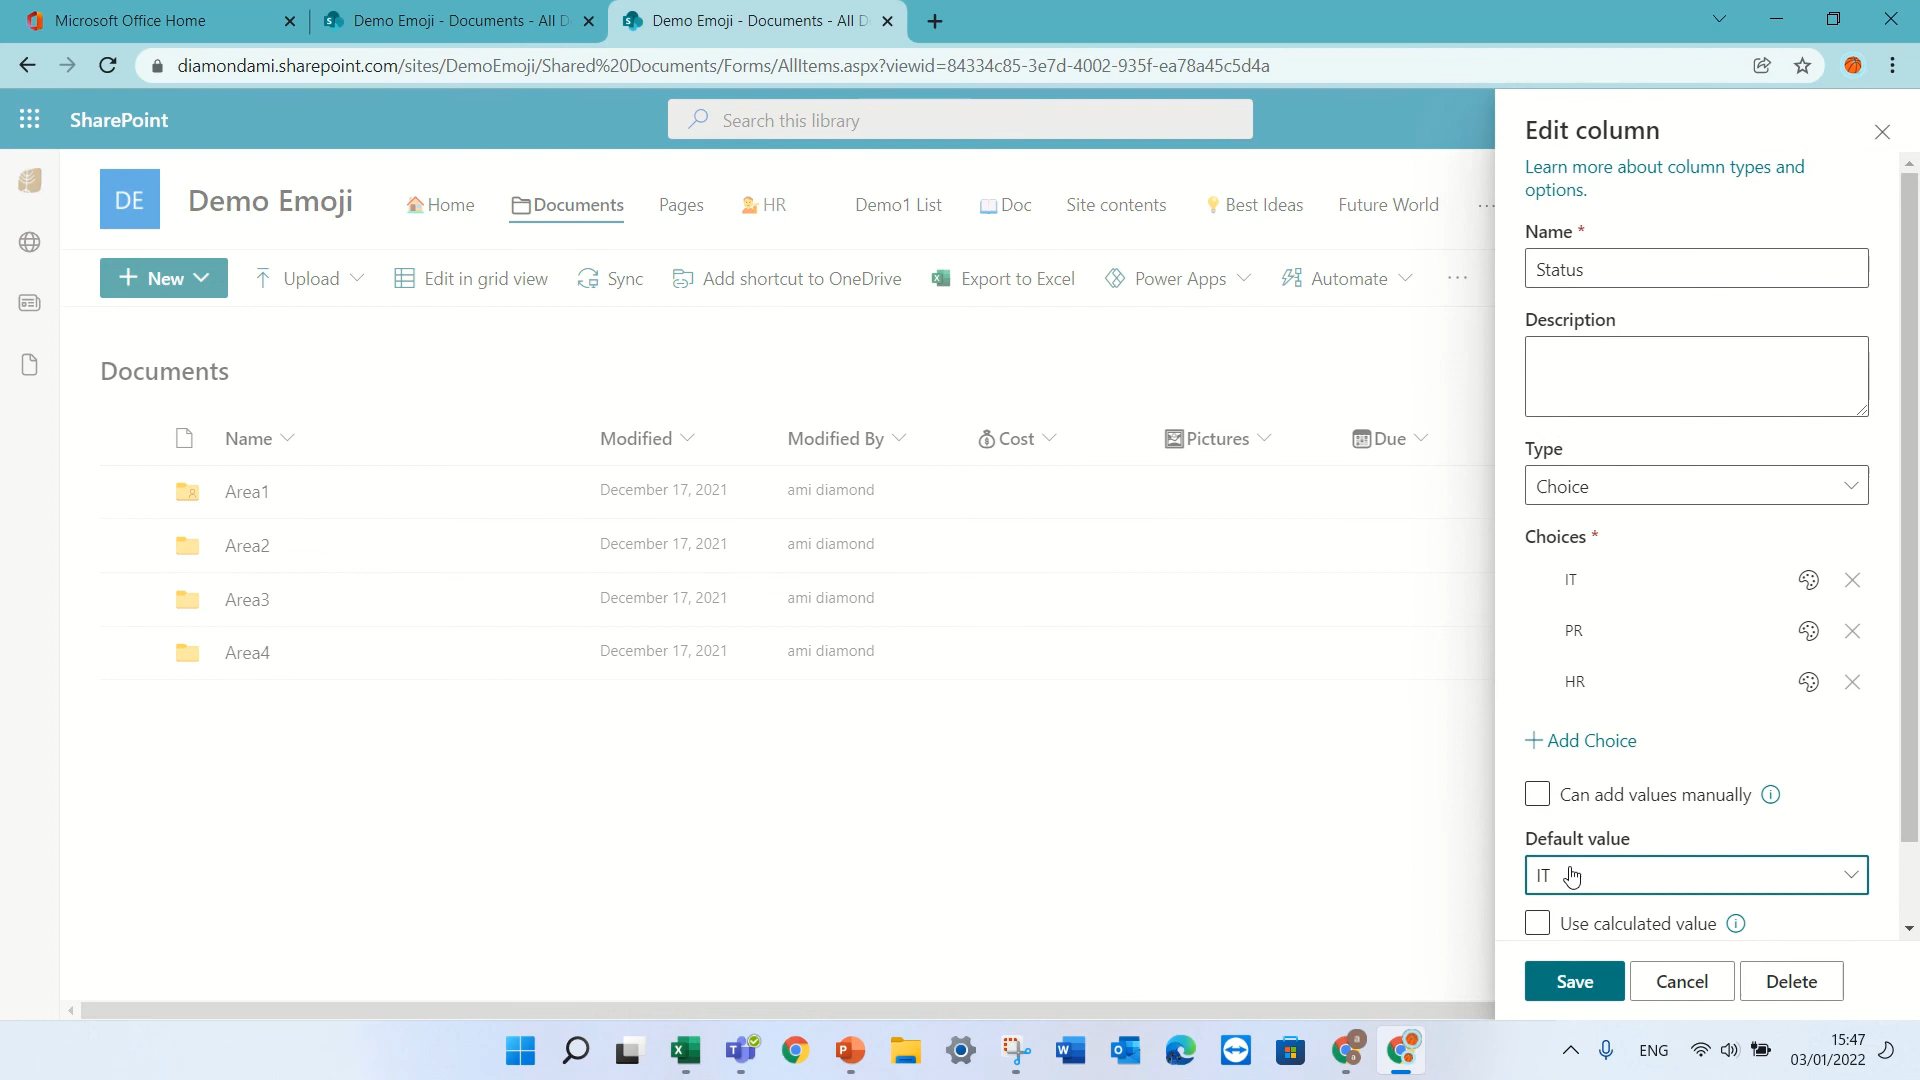 Microsoft Office Home
Demo Emoji - Documents - All D
Demo Emoji - Documents - All D
diamondami.sharepoint.com/sites/DemoEmoji/Shared%20Documents/Forms/AllItems.aspx?viewid=84334c85-3e7d-4002-935f-ea78a45c5d4a
SharePoint
Search this library
DE
Demo Emoji
Home
Documents
Pages
HR
Demo1 List
Doc
Site contents
Best Ideas
Future World
New
Upload
Edit in grid view
Sync
Add shortcut to OneDrive
Export to Excel
Power Apps
Automate
Documents
Name Modified Modified By Cost Pictures Due
Area1 December 17, 2021 ami diamond
Area2 December 17, 2021 ami diamond
Area3 December 17, 2021 ami diamond
Area4 December 17, 2021 ami diamond
Edit column
Learn more about column types and
options.
Name *
Status
Description
Type
Choice
Choices *
IT
PR
HR
+ Add Choice
Can add values manually
Default value
IT
Use calculated value
Save
Cancel
Delete
ENG
15:47
03/01/2022